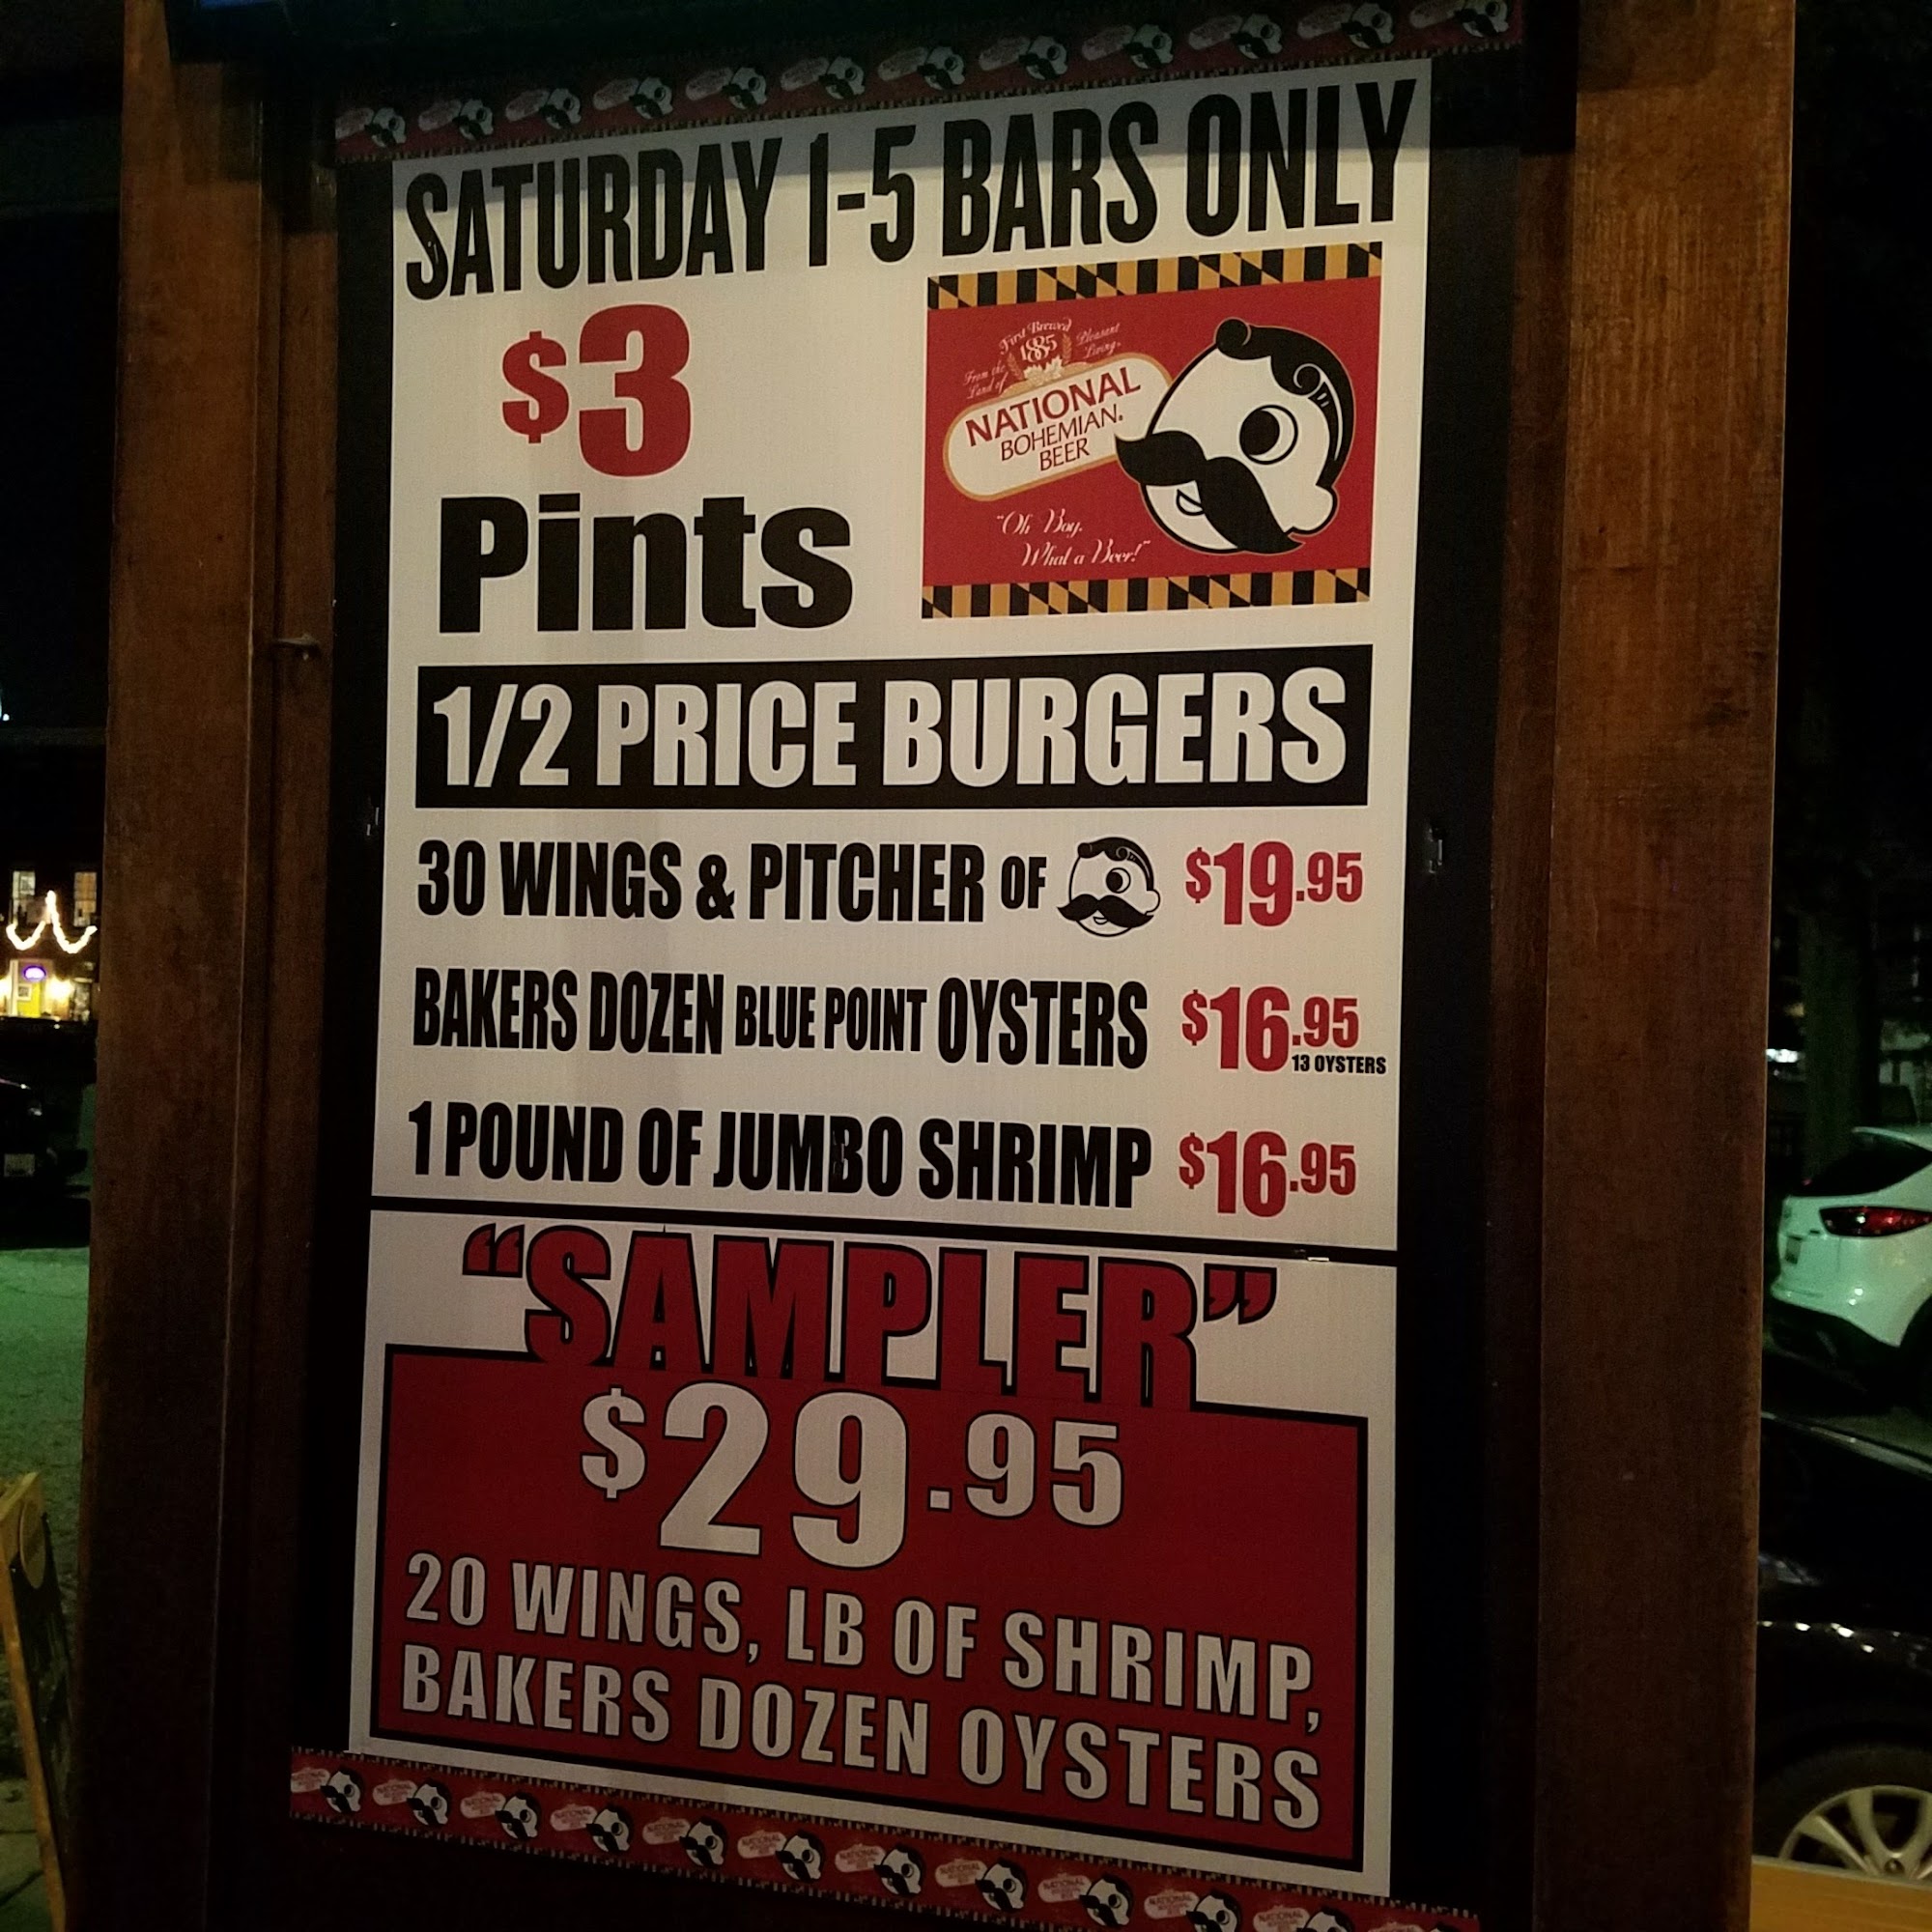 SATURDAY 1-5 BARS ONLY
$3
Pints
First Brewed
1885
From the Land of Pleasant Living
NATIONAL
BOHEMIAN.
BEER
"Oh Boy,
What a Beer!"
1/2 PRICE BURGERS
30 WINGS & PITCHER OF $19.95
BAKERS DOZEN BLUE POINT OYSTERS $16.95
13 OYSTERS
1 POUND OF JUMBO SHRIMP $16.95
"SAMPLER"
$29.95
20 WINGS, LB OF SHRIMP,
BAKERS DOZEN OYSTERS